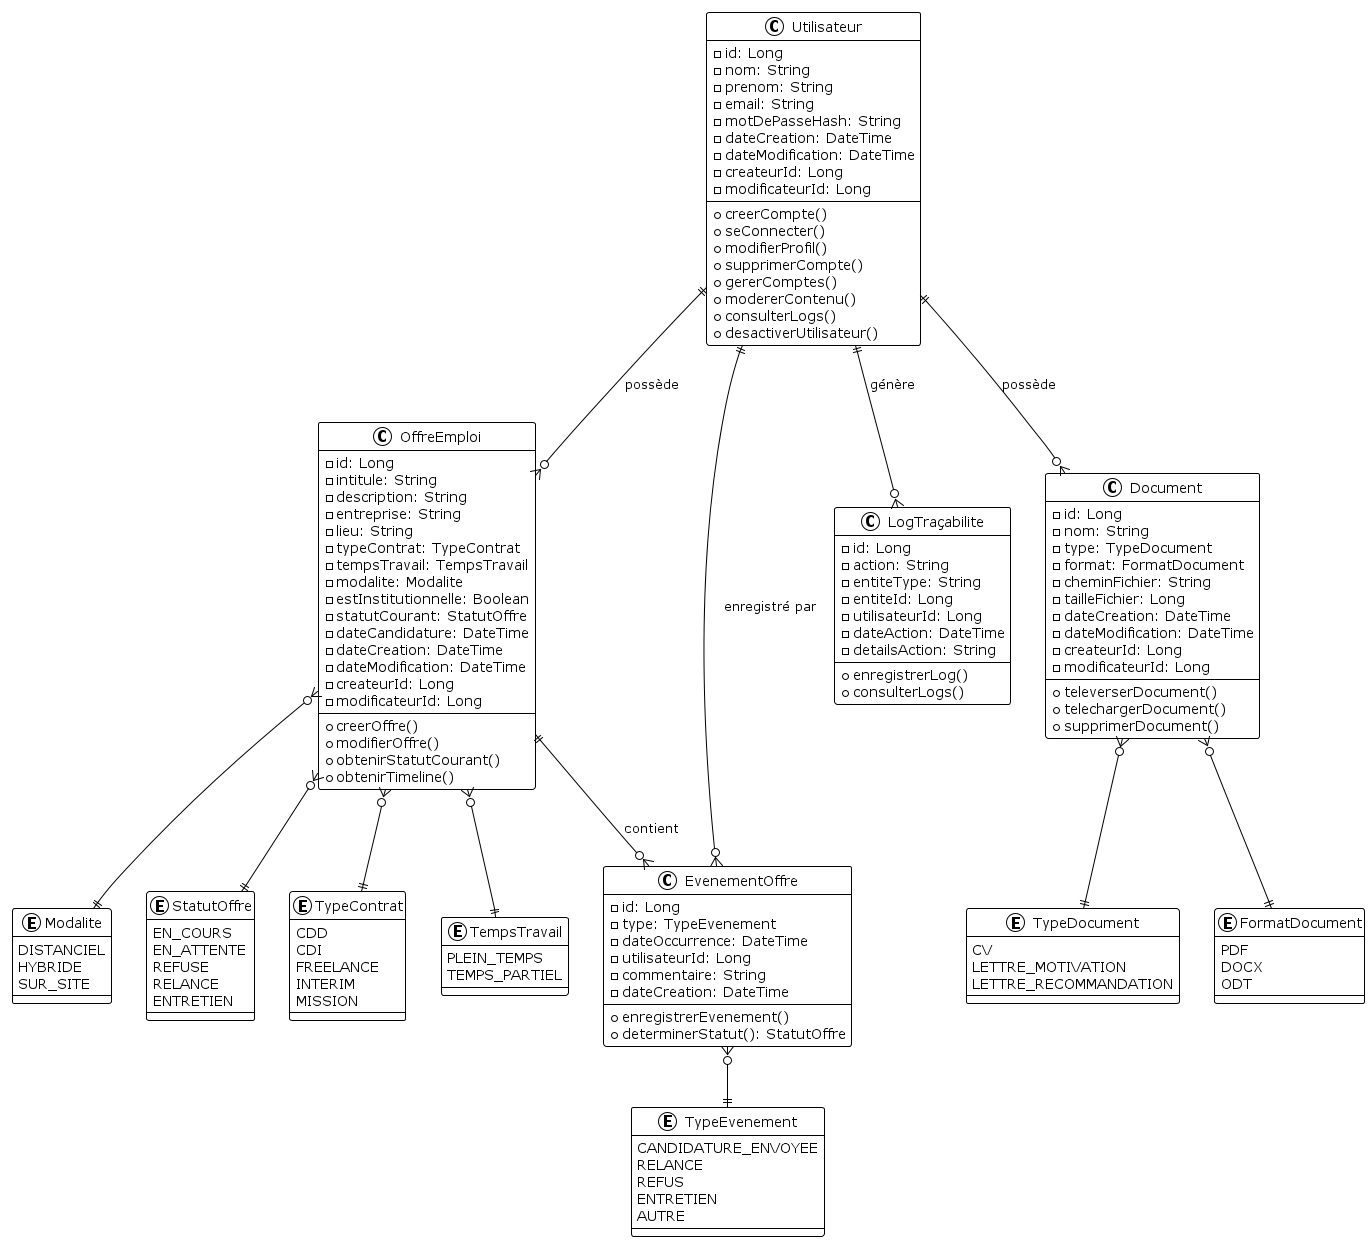 C Utilisateur
id: Long
nom: String
prenom: String
email: String
motDePasseHash: String
dateCreation: DateTime
dateModification: DateTime
createurId: Long
modificateurId: Long
creerCompte()
seConnecter()
modifierProfil()
supprimerCompte()
gererComptes()
modererContenu()
consulterLogs()
desactiverUtilisateur()
possède
génère
possède
enregistré par
C OffreEmploi
id: Long
intitule: String
description: String
entreprise: String
lieu: String
typeContrat: TypeContrat
tempsTravail: TempsTravail
modalite: Modalite
estInstitutionnelle: Boolean
statutCourant: StatutOffre
dateCandidature: DateTime
dateCreation: DateTime
dateModification: DateTime
createurId: Long
modificateurId: Long
creerOffre()
modifierOffre()
obtenirStatutCourant()
obtenirTimeline()
C LogTraçabilite
id: Long
action: String
entiteType: String
entiteId: Long
utilisateurId: Long
dateAction: DateTime
detailsAction: String
enregistrerLog()
consulterLogs()
C Document
id: Long
nom: String
type: TypeDocument
format: FormatDocument
cheminFichier: String
tailleFichier: Long
dateCreation: DateTime
dateModification: DateTime
createurId: Long
modificateurId: Long
televerserDocument()
telechargerDocument()
supprimerDocument()
contient
E Modalite
DISTANCIEL
HYBRIDE
SUR_SITE
E StatutOffre
EN_COURS
EN_ATTENTE
REFUSE
RELANCE
ENTRETIEN
E TypeContrat
CDD
CDI
FREELANCE
INTERIM
MISSION
E TempsTravail
PLEIN_TEMPS
TEMPS_PARTIEL
C EvenementOffre
id: Long
type: TypeEvenement
dateOccurrence: DateTime
utilisateurId: Long
commentaire: String
dateCreation: DateTime
enregistrerEvenement()
determinerStatut(): StatutOffre
E TypeDocument
CV
LETTRE_MOTIVATION
LETTRE_RECOMMANDATION
E FormatDocument
PDF
DOCX
ODT
E TypeEvenement
CANDIDATURE_ENVOYEE
RELANCE
REFUS
ENTRETIEN
AUTRE